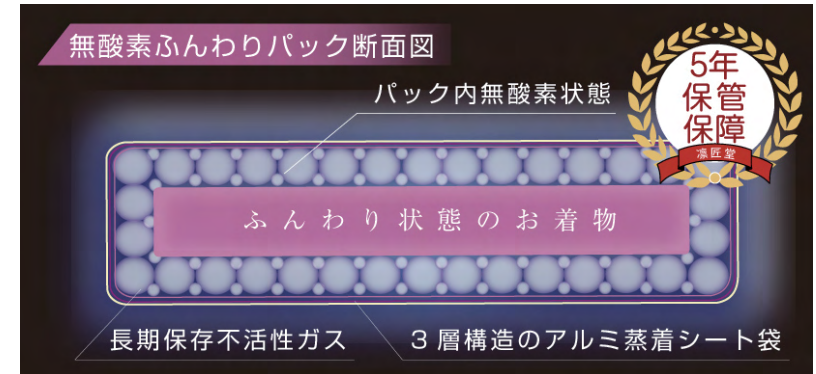 無酸素ふんわりパック断面図
5年
保管
保障
凛匠堂
パック内無酸素状態
ふんわり状態のお着物
長期保存不活性ガス
3層構造のアルミ蒸着シート袋